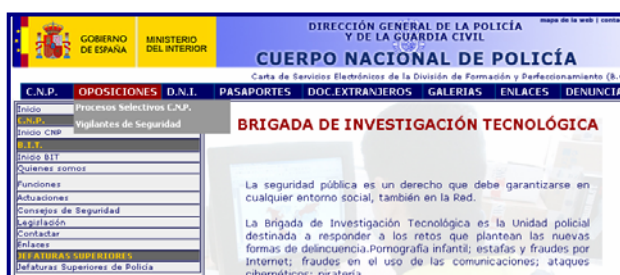 GOBIERNO
DE ESPAÑA
MINISTERIO
DEL INTERIOR
DIRECCIÓN GENERAL DE LA POLICÍA
Y DE LA GUARDIA CIVIL
mapa de la web | conta
CUERPO NACIONAL DE POLICÍA
Carta de Servicios Electrónicos de la División de Formación y Perfeccionamiento (B.
C.N.P. OPOSICIONES D.N.I. PASAPORTES DOC.EXTRANJEROS GALERIAS ENLACES DENUNCIA
Procesos Selectivos C.N.P.
Vigilantes de Seguridad
Inicio
C.N.P.
Inicio CNP
B.I.T.
Inicio BIT
Quienes somos
Funciones
Actuaciones
Consejos de Seguridad
Legislación
Contactar
Enlaces
JEFATURAS SUPERIORES
Jefaturas Superiores de Policía
BRIGADA DE INVESTIGACIÓN TECNOLÓGICA
La seguridad pública es un derecho que debe garantizarse en
cualquier entorno social, también en la Red.
La Brigada de Investigación Tecnológica es la Unidad policial
destinada a responder a los retos que plantean las nuevas
formas de delincuencia.Pornografía infantil; estafas y fraudes por
Internet; fraudes en el uso de las comunicaciones; ataques
cibernéticos; piratería